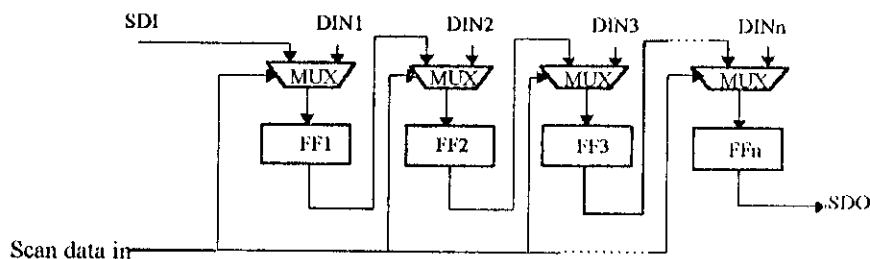 SDI DIN1 DIN2 DIN3 DINn
MUX MUX MUX MUX
FF1 FF2 FF3 FFn
SDO
Scan data in